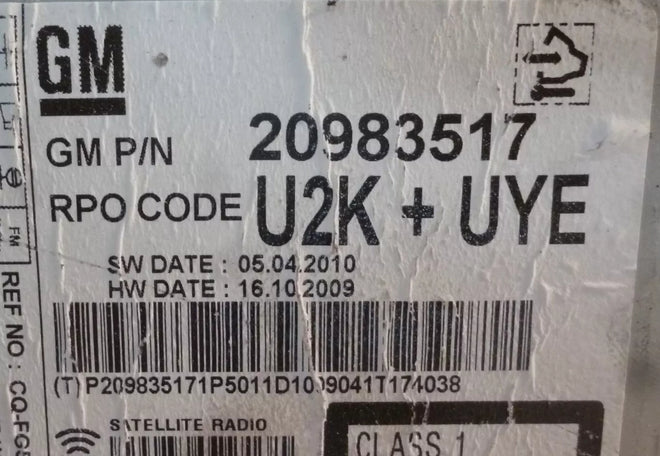 GM
GM P/N 20983517
RPO CODE U2K + UYE
SW DATE : 05.04.2010
HW DATE : 16.10.2009
SATELLITE RADIO
CLASS 1
FM
REF NO :